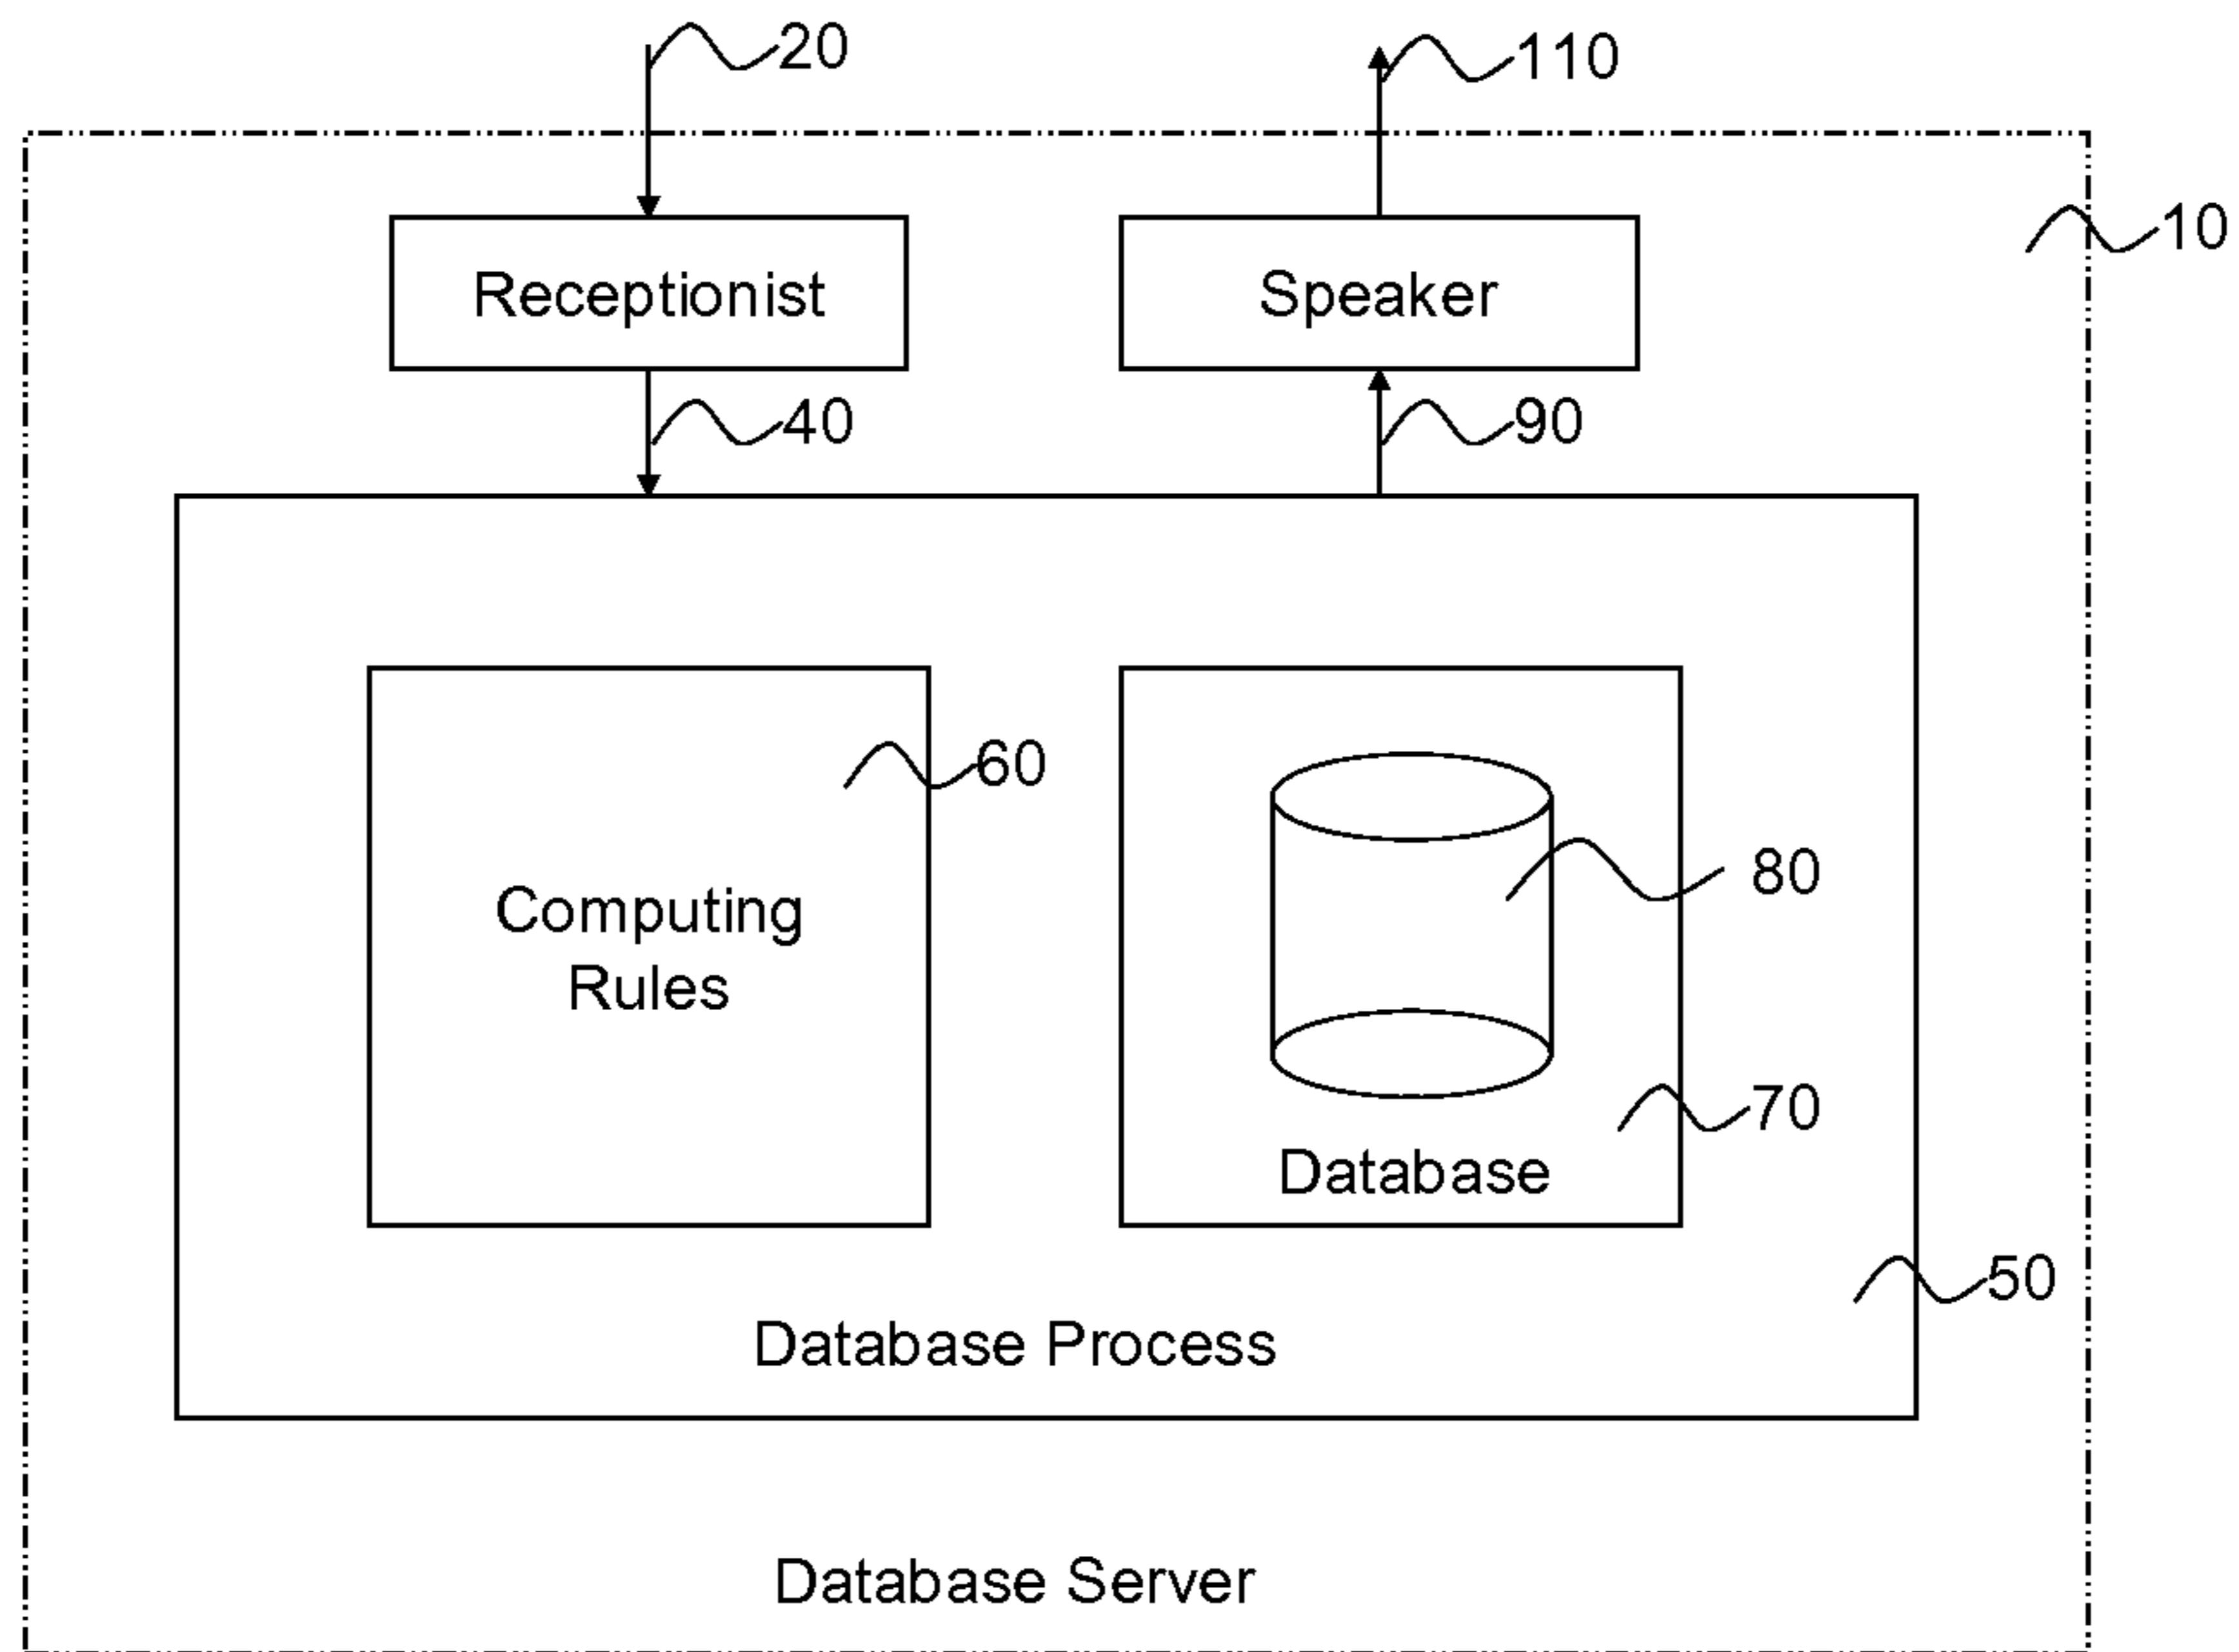 20
110
10
Receptionist
Speaker
40
90
60
80
Computing
Rules
70
Database
50
Database Process
Database Server